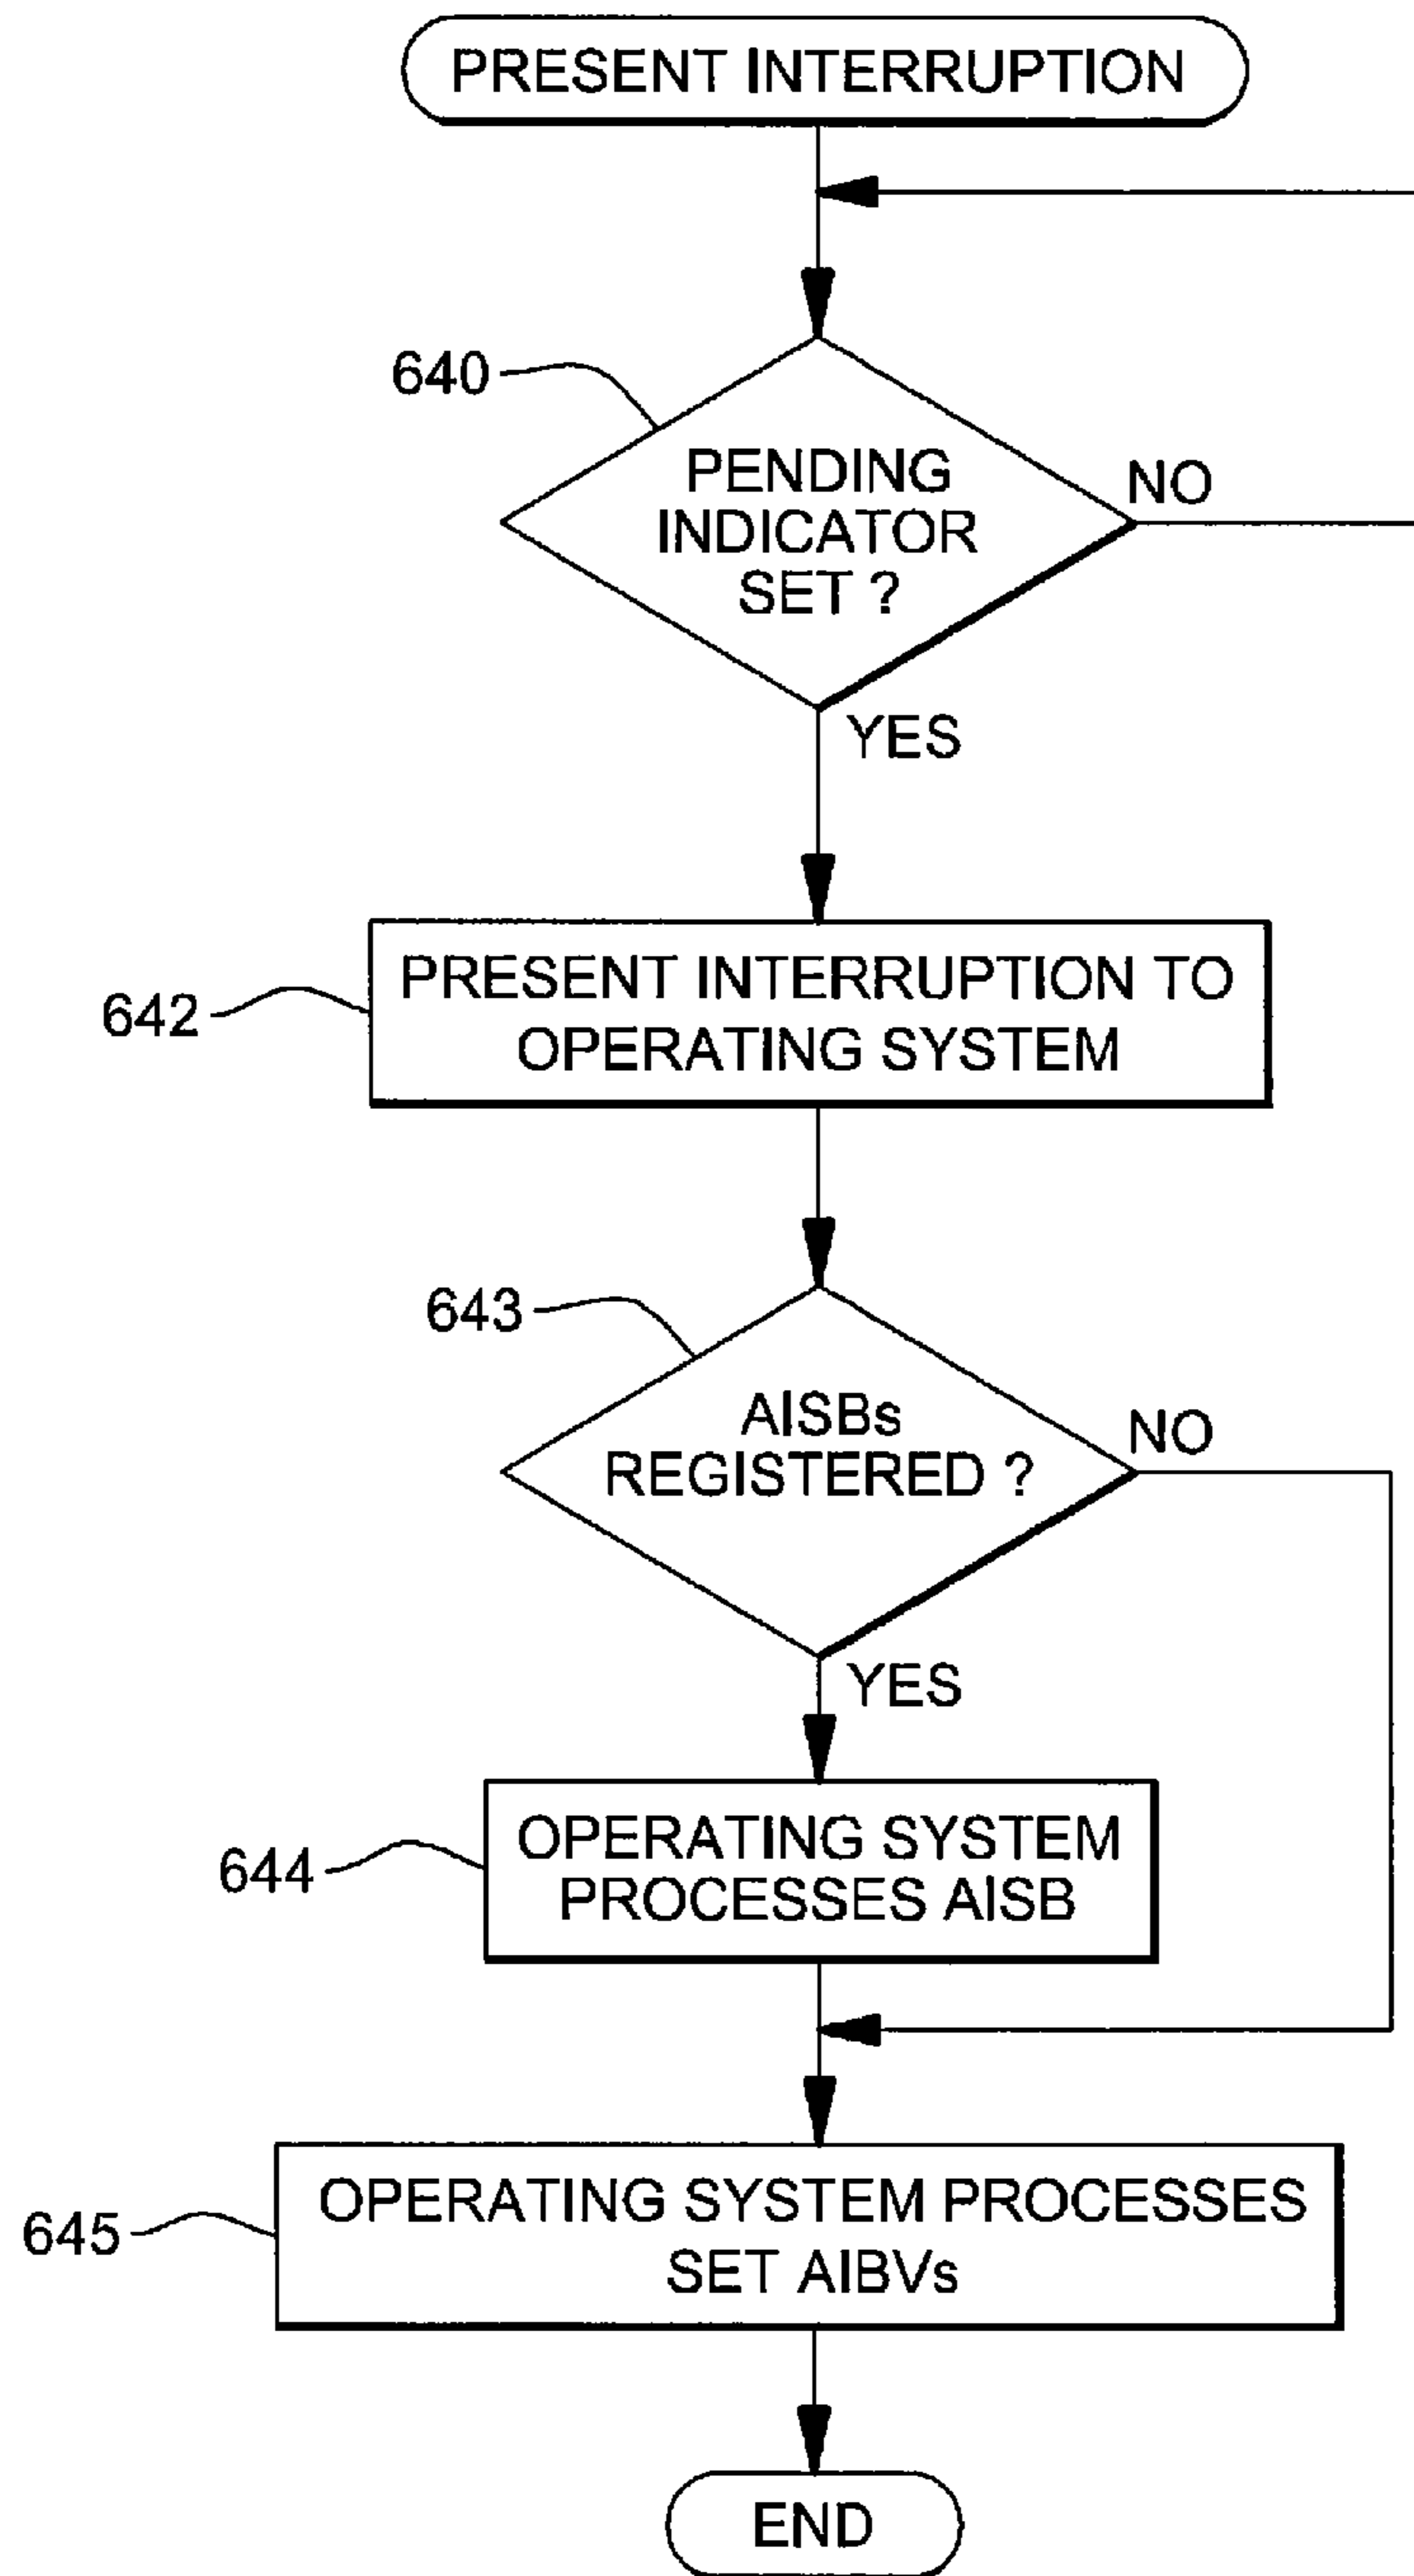 PRESENT INTERRUPTION
640
PENDING
INDICATOR
SET ?
NO
YES
642
PRESENT INTERRUPTION TO
OPERATING SYSTEM
643
AISBs
REGISTERED ?
NO
YES
644
OPERATING SYSTEM
PROCESSES AISB
645
OPERATING SYSTEM PROCESSES
SET AIBVs
END